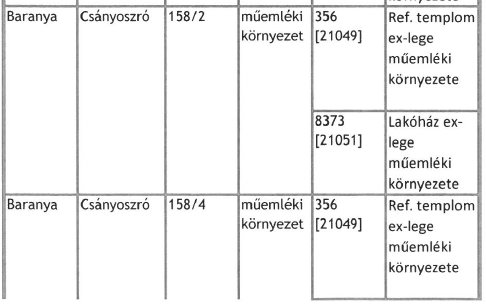 környezete
Baranya Csányoszró 158/2 műemléki környezet 356 [21049] Ref. templom
ex-lege
műemléki
környezete
8373 [21051] Lakóház ex-
lege
műemléki
környezete
Baranya Csányoszró 158/4 műemléki környezet 356 [21049] Ref. templom
ex-lege
műemléki
környezete